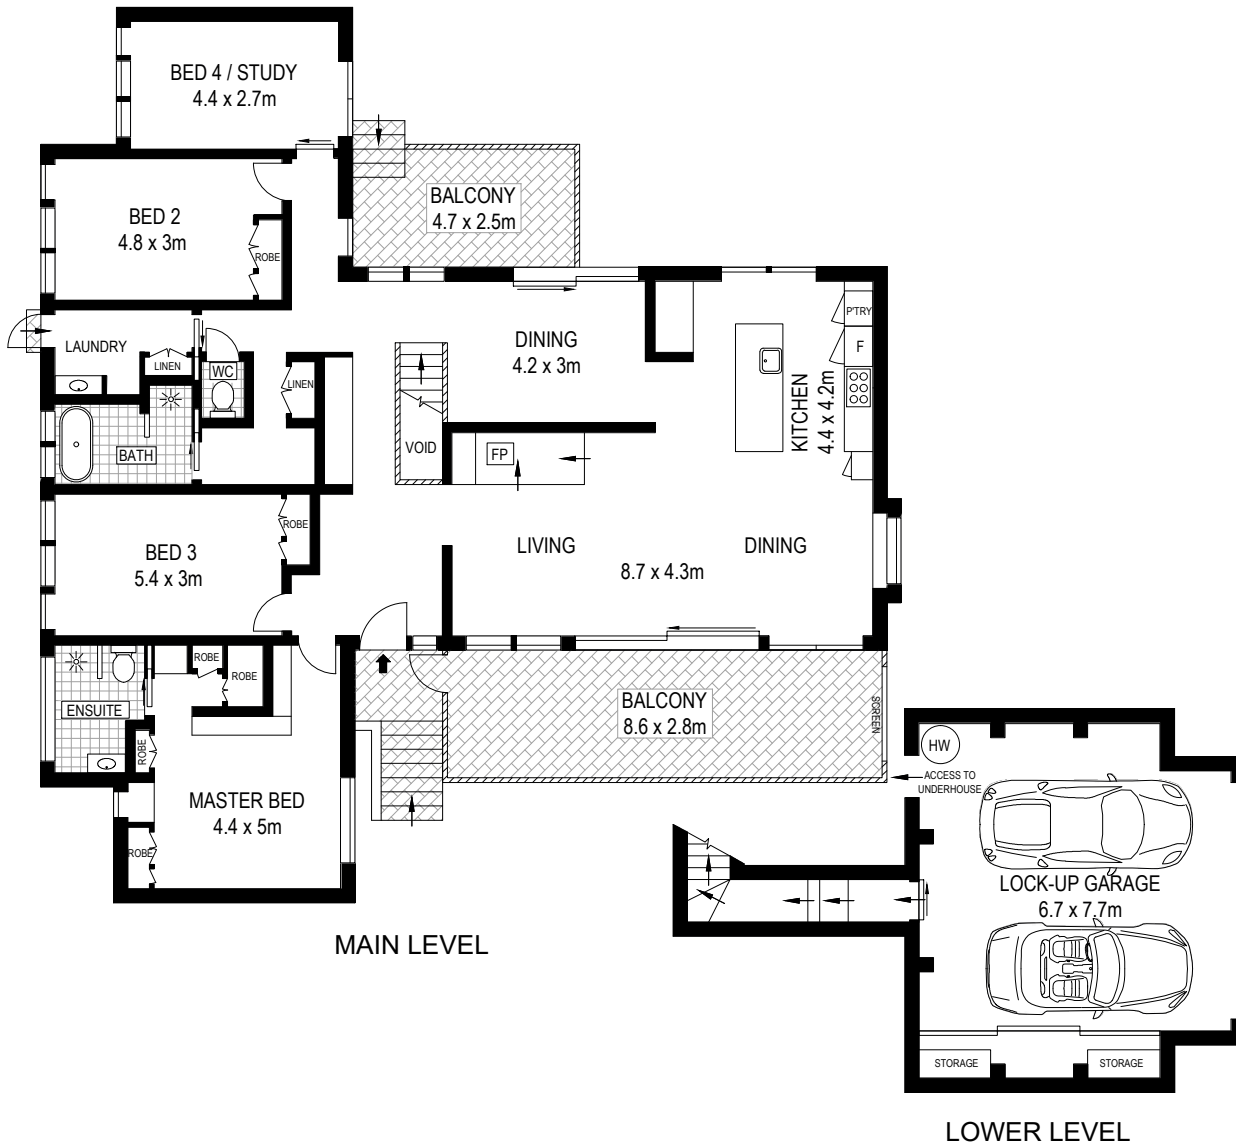 BED 4 / STUDY
4.4 x 2.7m
BALCONY
4.7 x 2.5m
BED 2
4.8 x 3m
ROBE
LAUNDRY
LINEN
WC
LINEN
BATH
VOID
DINING
4.2 x 3m
P'TRY
F
KITCHEN
4.4 x 4.2m
FP
LIVING
DINING
8.7 x 4.3m
BED 3
5.4 x 3m
ROBE
ENSUITE
ROBE
ROBE
ROBE
MASTER BED
4.4 x 5m
ROBE
BALCONY
8.6 x 2.8m
SCREEN
MAIN LEVEL
HW
ACCESS TO
UNDERHOUSE
LOCK-UP GARAGE
6.7 x 7.7m
STORAGE
STORAGE
LOWER LEVEL